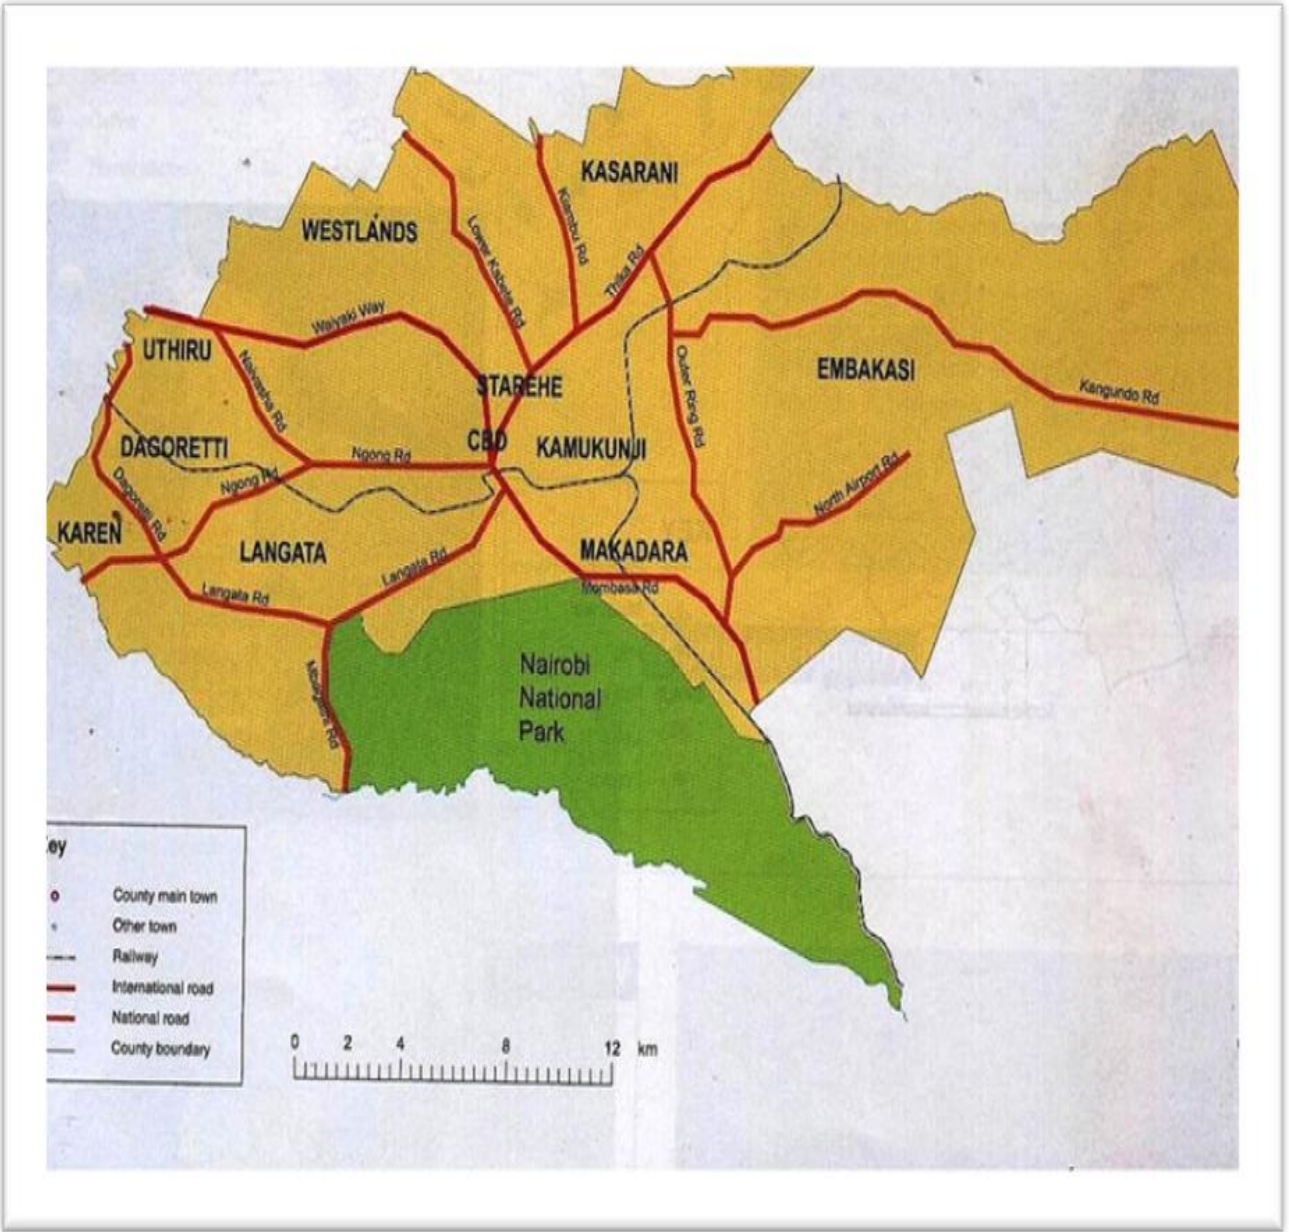 KASARANI
WESTLANDS
Kiambu Rd
Lower Kabete Rd
Thika Rd
Waiyaki Way
UTHIRU
Naivasha Rd
STAREHE
EMBAKASI
Outer Ring Rd
Kangundo Rd
DAGORETTI
CBD
KAMUKUNJI
Ngong Rd
Ngong Rd
North Airport Rd
Dagoretti Rd
KAREN
LANGATA
MAKADARA
Langata Rd
Langata Rd
Mombasa Rd
Nairobi
National
Park
ey
County main town
Other town
Railway
International road
National road
County boundary
0 2 4 8 12 km